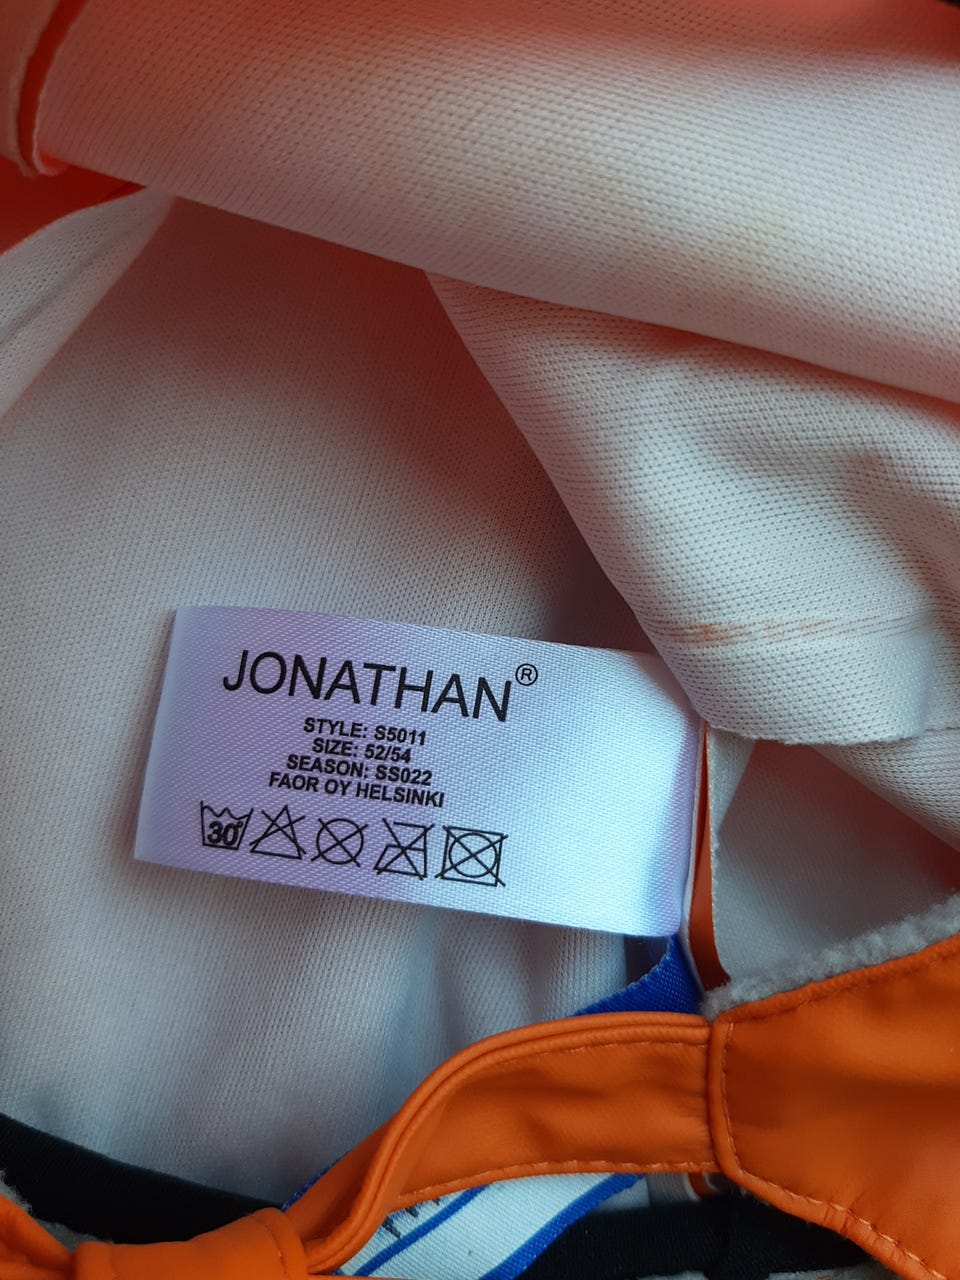 JONATHAN®
STYLE: S5011
SIZE: 52/54
SEASON: SS022
FAOR OY HELSINKI
30°